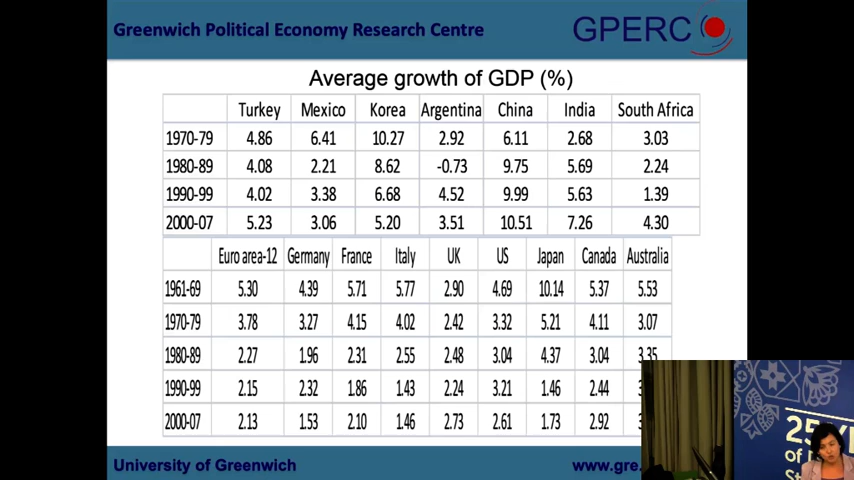 Greenwich Political Economy Research Centre
GPERC
Average growth of GDP (%)
Turkey Mexico Korea Argentina China India South Africa
1970-79 4.86 6.41 10.27 2.92 6.11 2.68 3.03
1980-89 4.08 2.21 8.62 -0.73 9.75 5.69 2.24
1990-99 4.02 3.38 6.68 4.52 9.99 5.63 1.39
2000-07 5.23 3.06 5.20 3.51 10.51 7.26 4.30
Euro area-12 Germany France Italy UK US Japan Canada Australia
1961-69 5.30 4.39 5.71 5.77 2.90 4.69 10.14 5.37 5.53
1970-79 3.78 3.27 4.15 4.02 2.42 3.32 5.21 4.11 3.07
1980-89 2.27 1.96 2.31 2.55 2.48 3.04 4.37 3.04 3.35
1990-99 2.15 2.32 1.86 1.43 2.24 3.21 1.46 2.44
2000-07 2.13 1.53 2.10 1.46 2.73 2.61 1.73 2.92
University of Greenwich
www.gre.
25
of